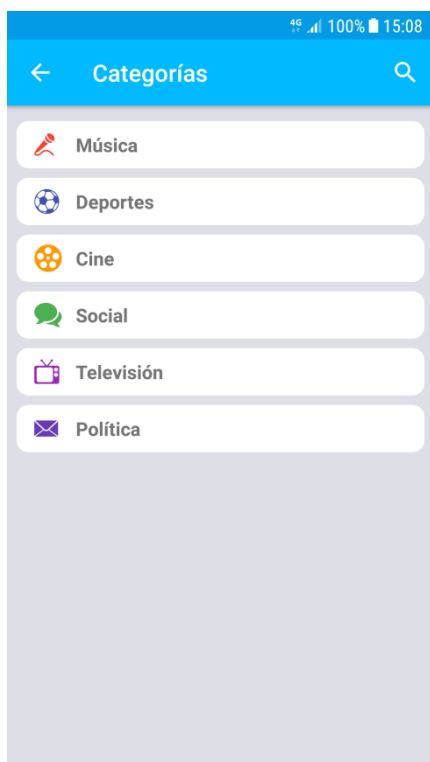 4G 100% 15:08
Categorías
Música
Deportes
Cine
Social
Televisión
Política